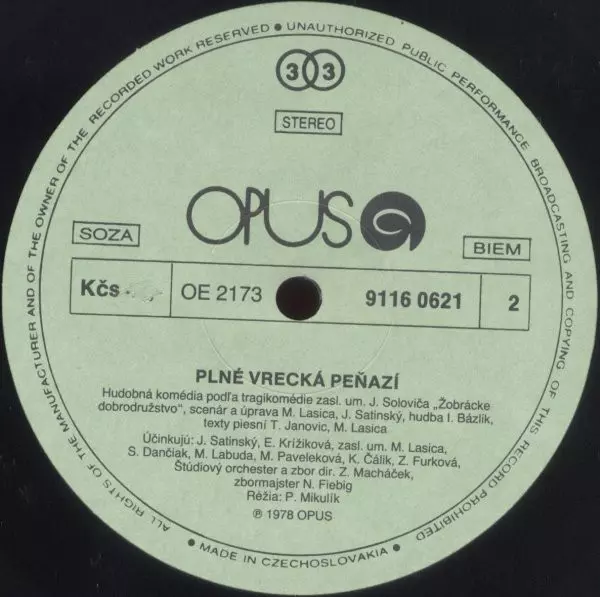 ALL RIGHTS OF THE MANUFACTURER AND OF THE OWNER OF THE RECORDED WORK RESERVED ● UNAUTHORIZED PUBLIC PERFORMANCE BROADCASTING AND COPYING OF THIS RECORD PROHIBITED
● MADE IN CZECHOSLOVAKIA ●
33
STEREO
OPUS
SOZA
BIEM
Kčs
OE 2173
9116 0621
2
PLNÉ VRECKÁ PEŇAZÍ
Hudobná komédia podľa tragikomédie zasl. um. J. Soloviča „Žobrácke
dobrodružstvo“, scenár a úprava M. Lasica, J. Satinský, hudba I. Bázlik,
texty piesní T. Janovic, M. Lasica
Účinkujú: J. Satinský, E. Krížiková, zasl. um. M. Lasica,
S. Dančiak, M. Labuda, M. Paveleková, K. Čálik, Z. Furková,
Štúdiový orchester a zbor dir. Z. Macháček,
zbormajster N. Fiebig
Réžia: P. Mikulík
℗ 1978 OPUS